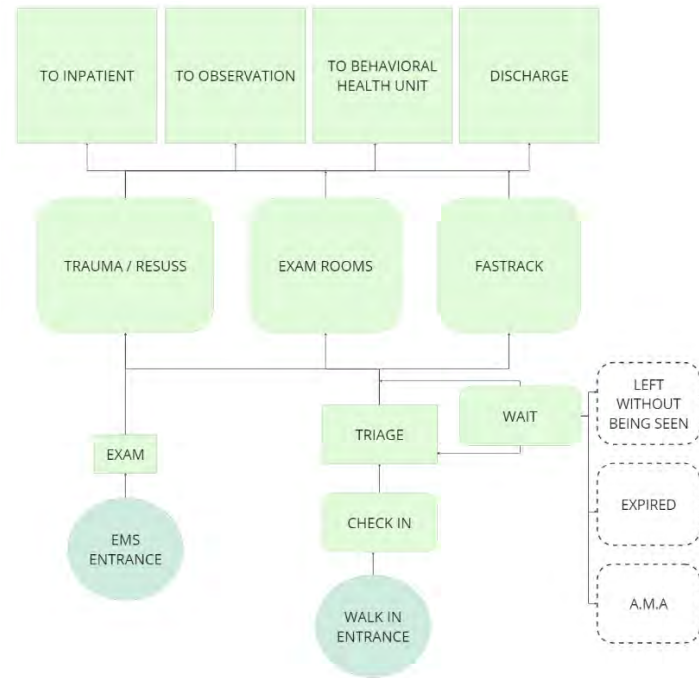 TO INPATIENT
TO OBSERVATION
TO BEHAVIORAL
HEALTH UNIT
DISCHARGE
TRAUMA / RESUSS
EXAM ROOMS
FASTRACK
LEFT
WITHOUT
BEING SEEN
WAIT
TRIAGE
EXAM
EXPIRED
CHECK IN
EMS
ENTRANCE
A.M.A
WALK IN
ENTRANCE